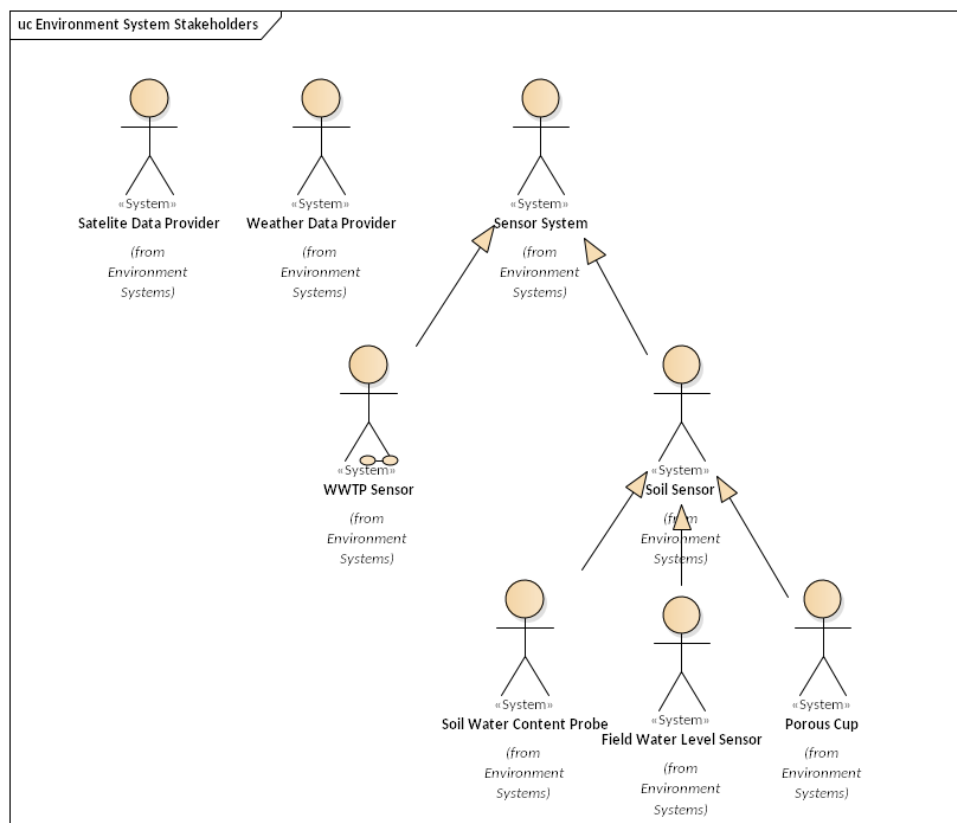 uc Environment System Stakeholders
«System»
Satelite Data Provider
(from
Environment
Systems)
«System»
Weather Data Provider
(from
Environment
Systems)
«System»
Sensor System
(from
Environment
Systems)
«System»
WWTP Sensor
(from
Environment
Systems)
«System»
Soil Sensor
(from
Environment
Systems)
«System»
Soil Water Content Probe
(from
Environment
Systems)
«System»
Field Water Level Sensor
(from
Environment
Systems)
«System»
Porous Cup
(from
Environment
Systems)